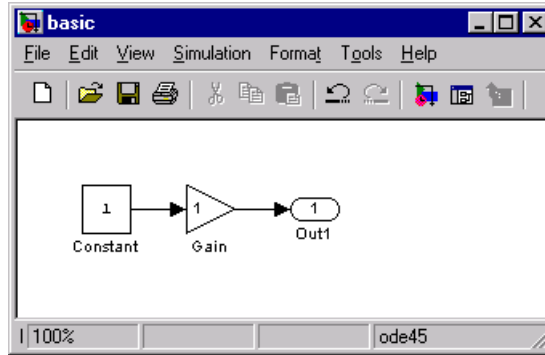 basic
File Edit View Simulation Format Tools Help
1 1 1
Constant Gain Out1
100% ode45